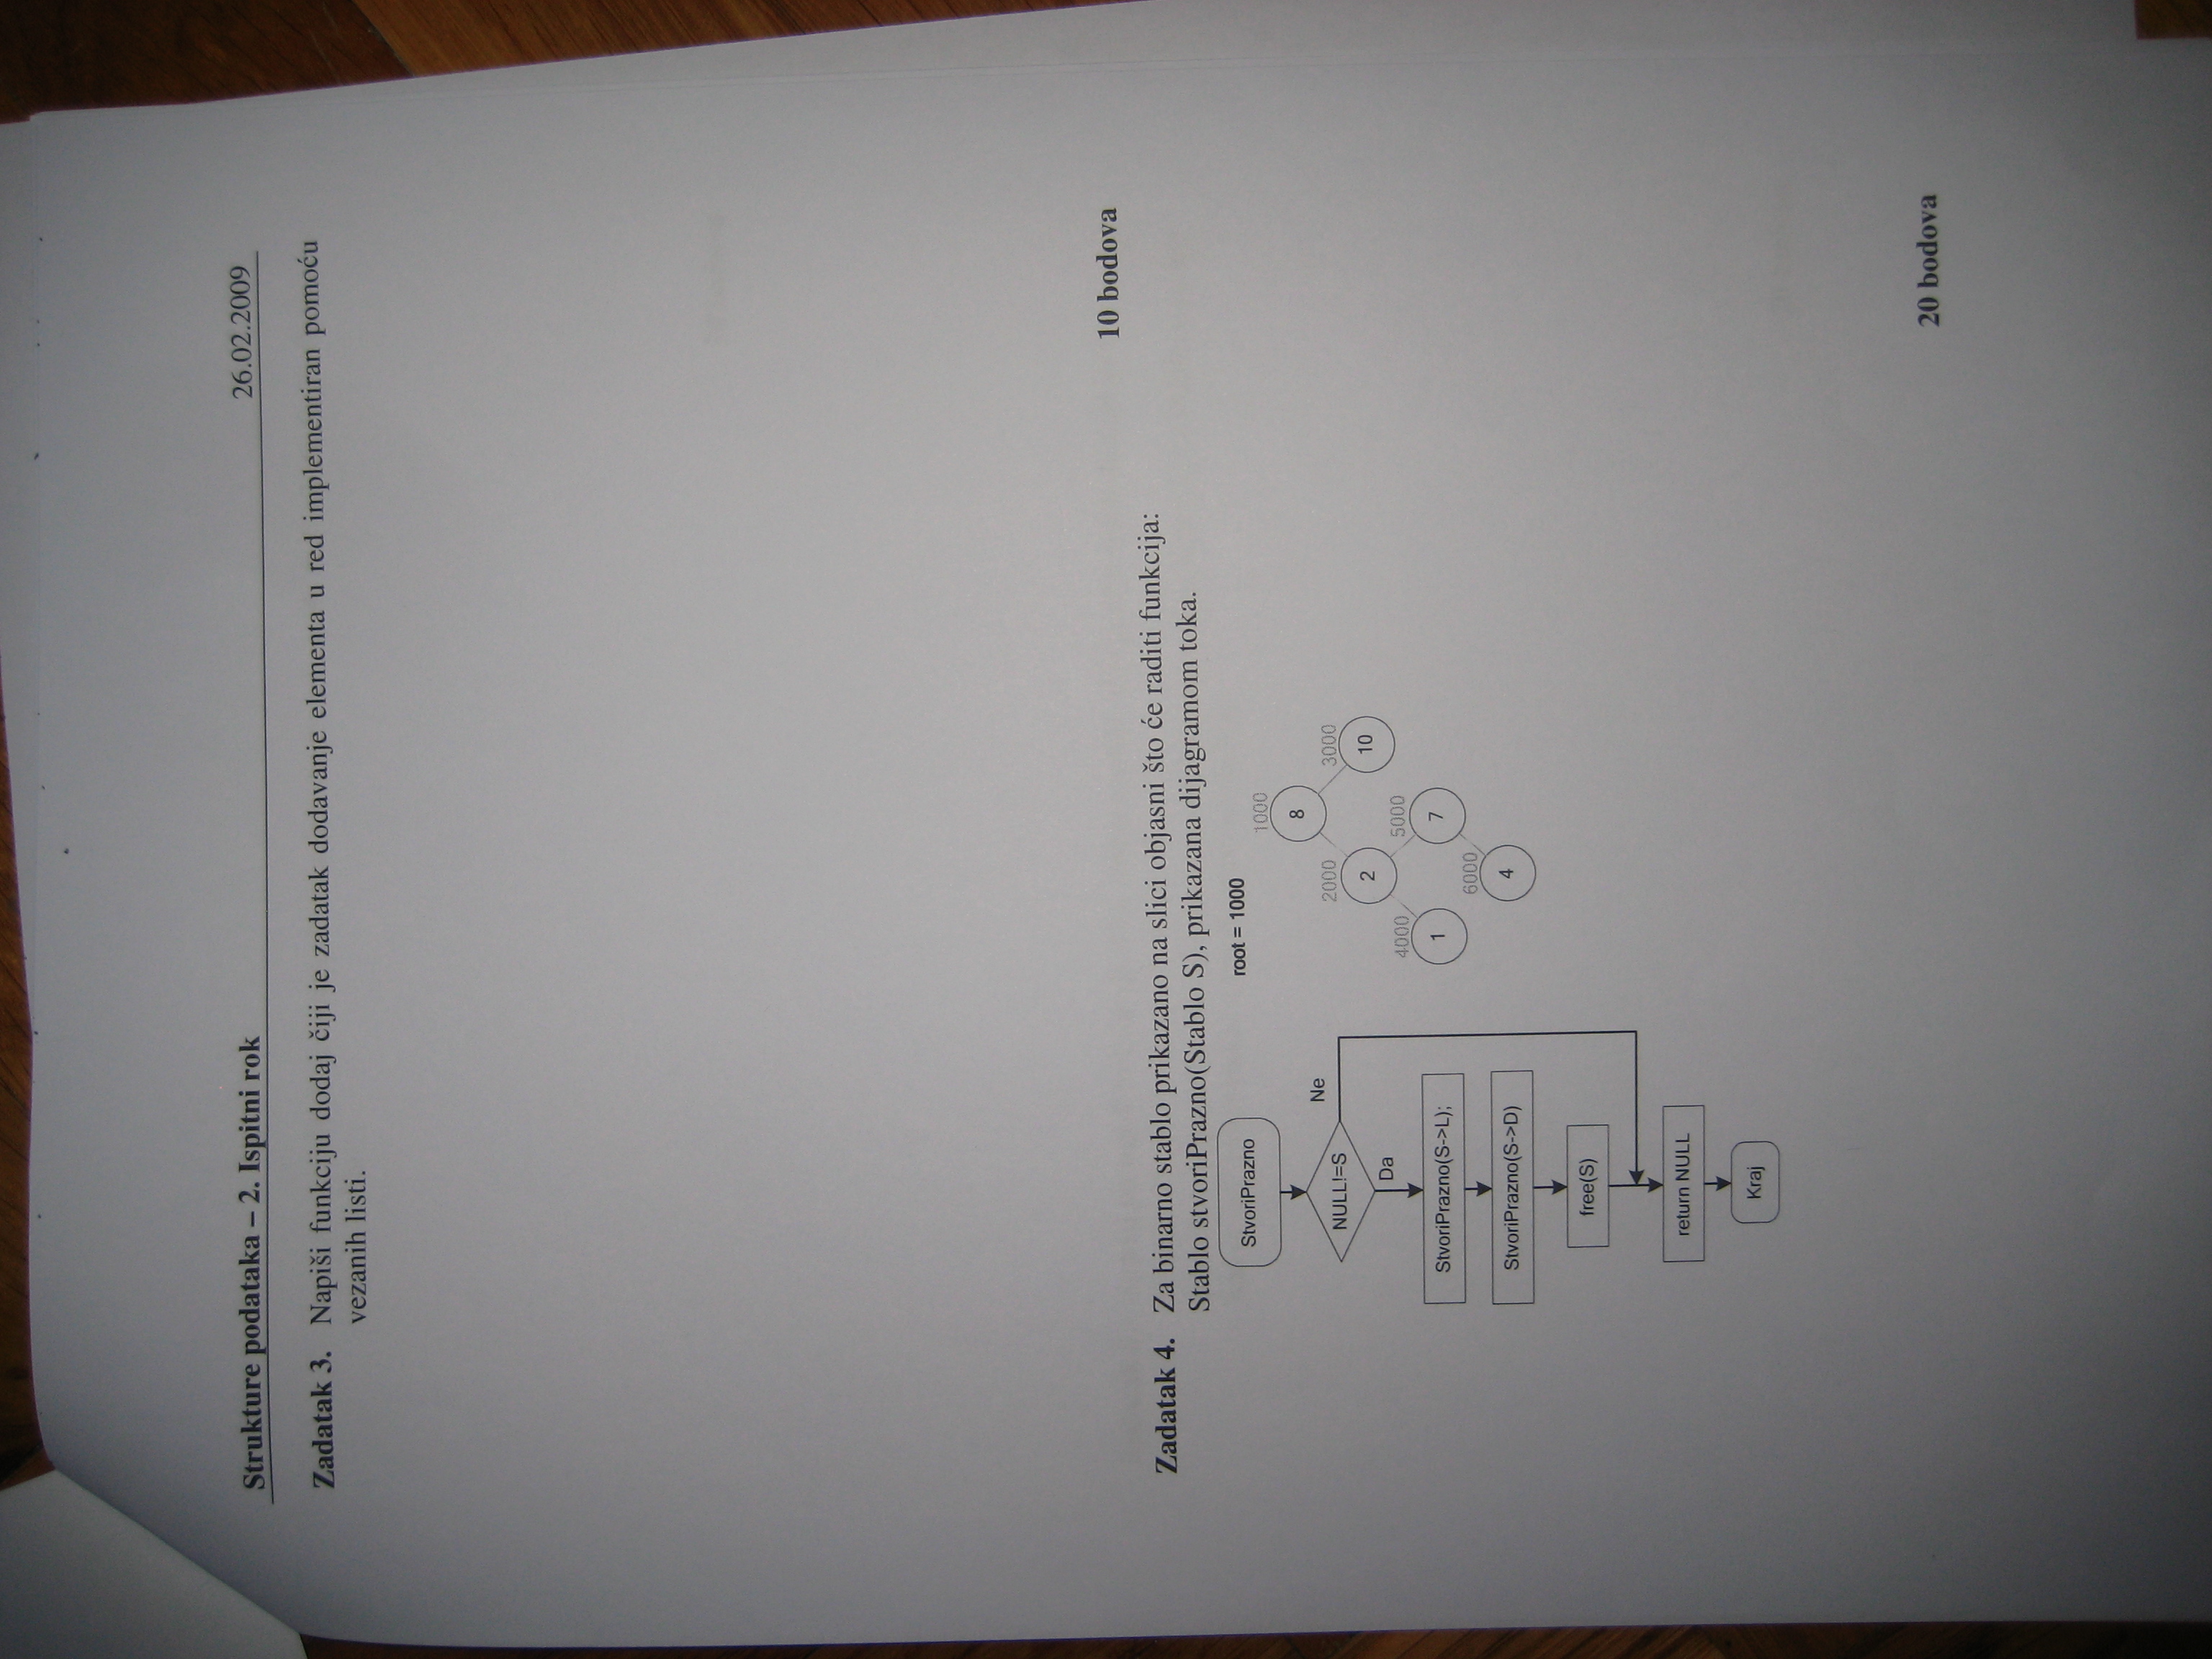 Strukture podataka – 2. Ispitni rok 26.02.2009
Zadatak 3. Napiši funkciju dodaj čiji je zadatak dodavanje elementa u red implementiran pomoću
vezanih listi.
10 bodova
Zadatak 4. Za binarno stablo prikazano na slici objasni što će raditi funkcija:
Stablo stvoriPrazno(Stablo S), prikazana dijagramom toka.
StvoriPrazno
NULL!=S
Ne
Da
StvoriPrazno(S->L);
StvoriPrazno(S->D)
free(S)
return NULL
Kraj
root = 1000
1000
8
2000
3000
2
10
4000
5000
1
7
6000
4
20 bodova